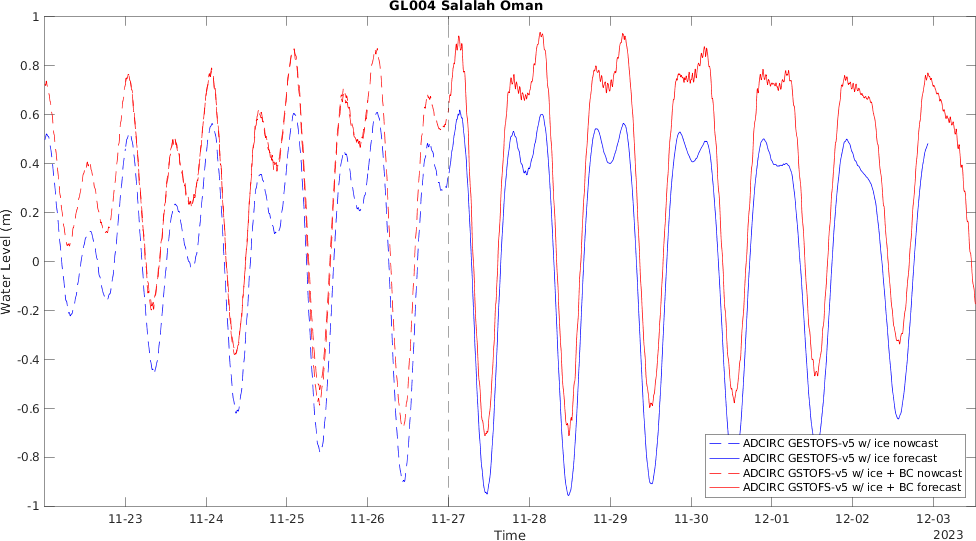 GL004 Salalah Oman
1
0.8
0.6
0.4
0.2
0
-0.2
-0.4
-0.6
-0.8
-1
Water Level (m)
ADCIRC GESTOFS-v5 w/ ice nowcast
ADCIRC GESTOFS-v5 w/ ice forecast
ADCIRC GSTOFS-v5 w/ ice + BC nowcast
ADCIRC GSTOFS-v5 w/ ice + BC forecast
11-23 11-24 11-25 11-26 11-27 11-28 11-29 11-30 12-01 12-02 12-03
Time
2023